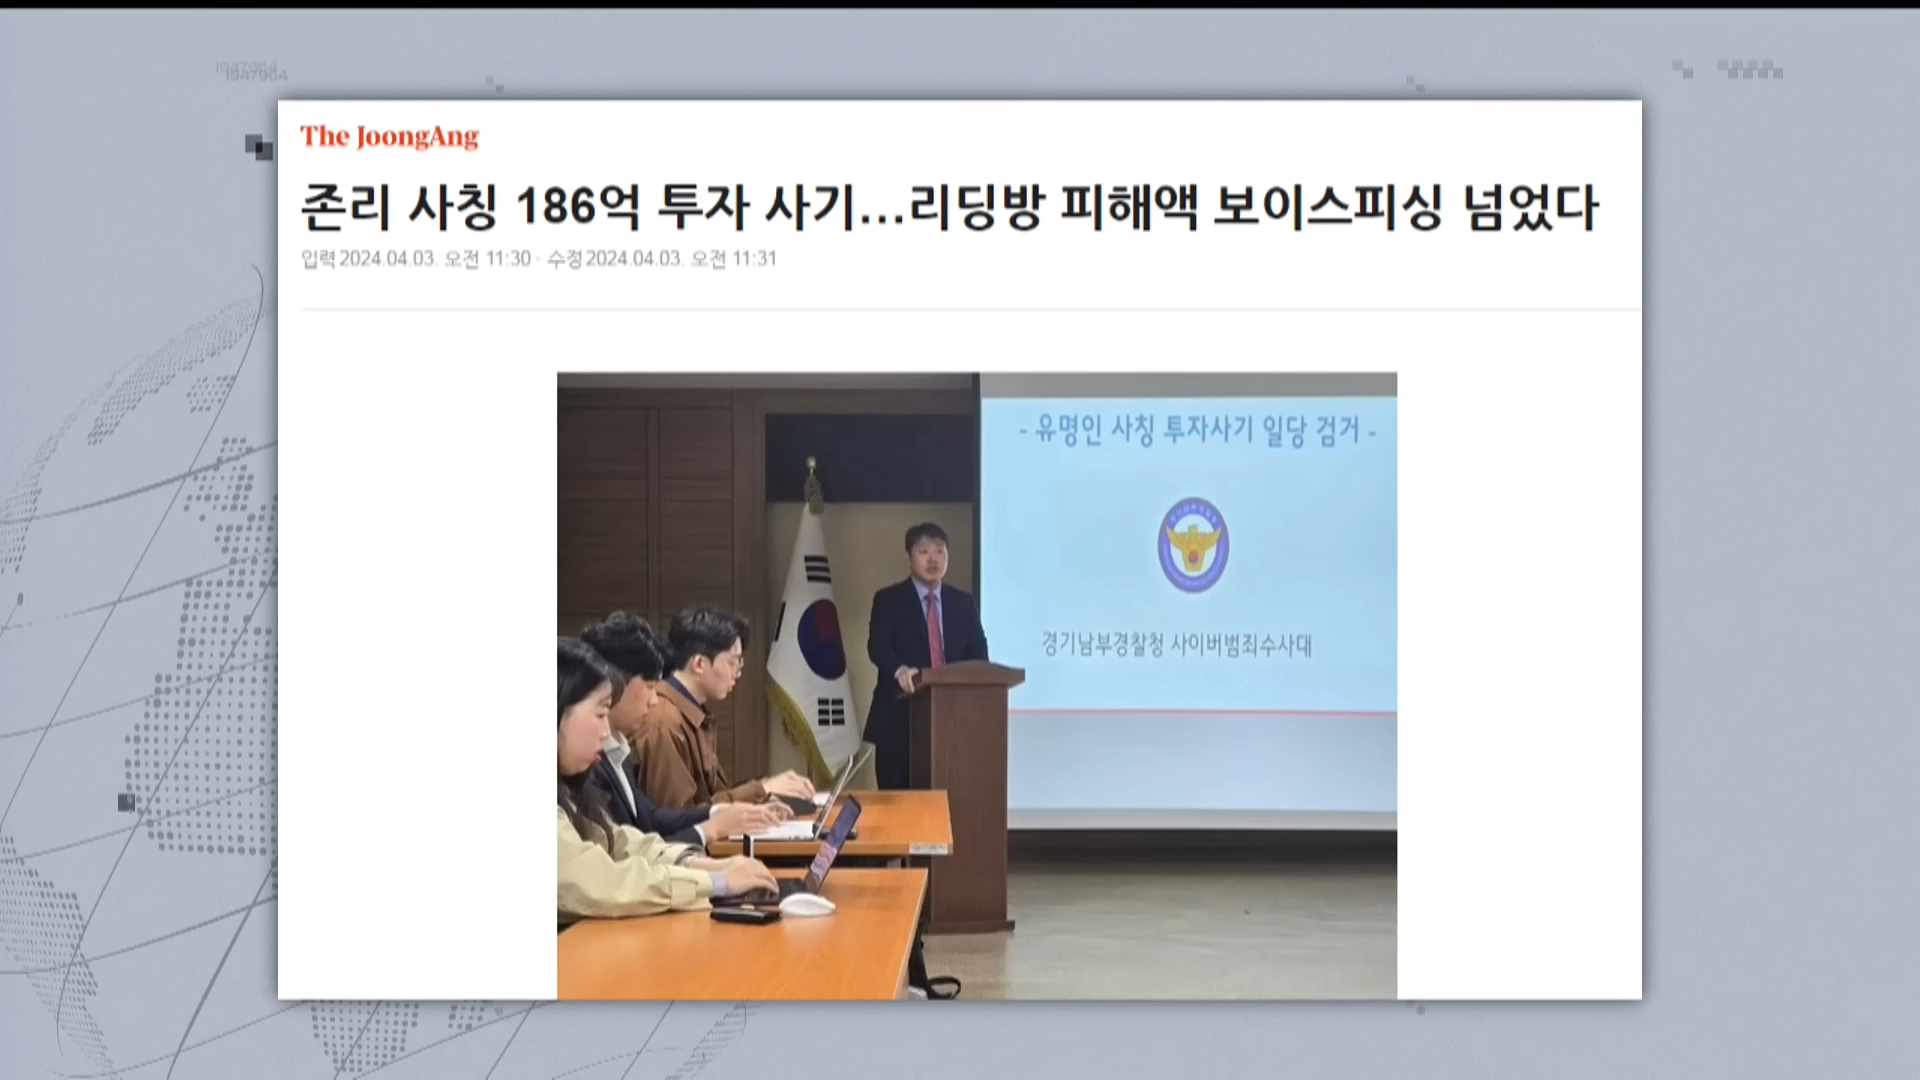 1947954
1947954
The JoongAng
존리 사칭 186억 투자 사기…리딩방 피해액 보이스피싱 넘었다
입력 2024.04.03. 오전 11:30 · 수정 2024.04.03. 오전 11:31
- 유명인 사칭 투자사기 일당 검거 -
경기남부경찰청 사이버범죄수사대